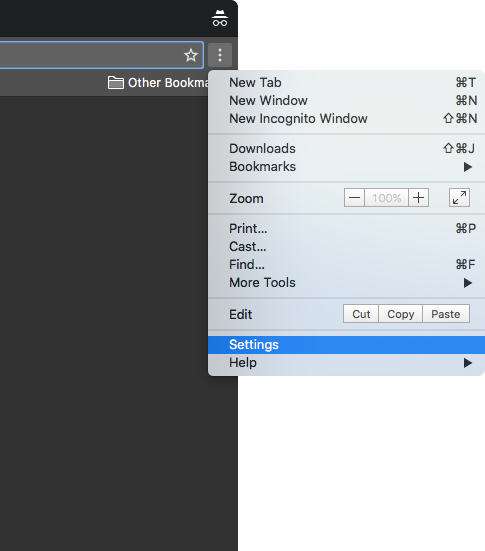 Other Bookma
New Tab ⌘T
New Window ⌘N
New Incognito Window ⇧⌘N
Downloads ⇧⌘J
Bookmarks
Zoom 100%
Print... ⌘P
Cast...
Find... ⌘F
More Tools
Edit Cut Copy Paste
Settings
Help